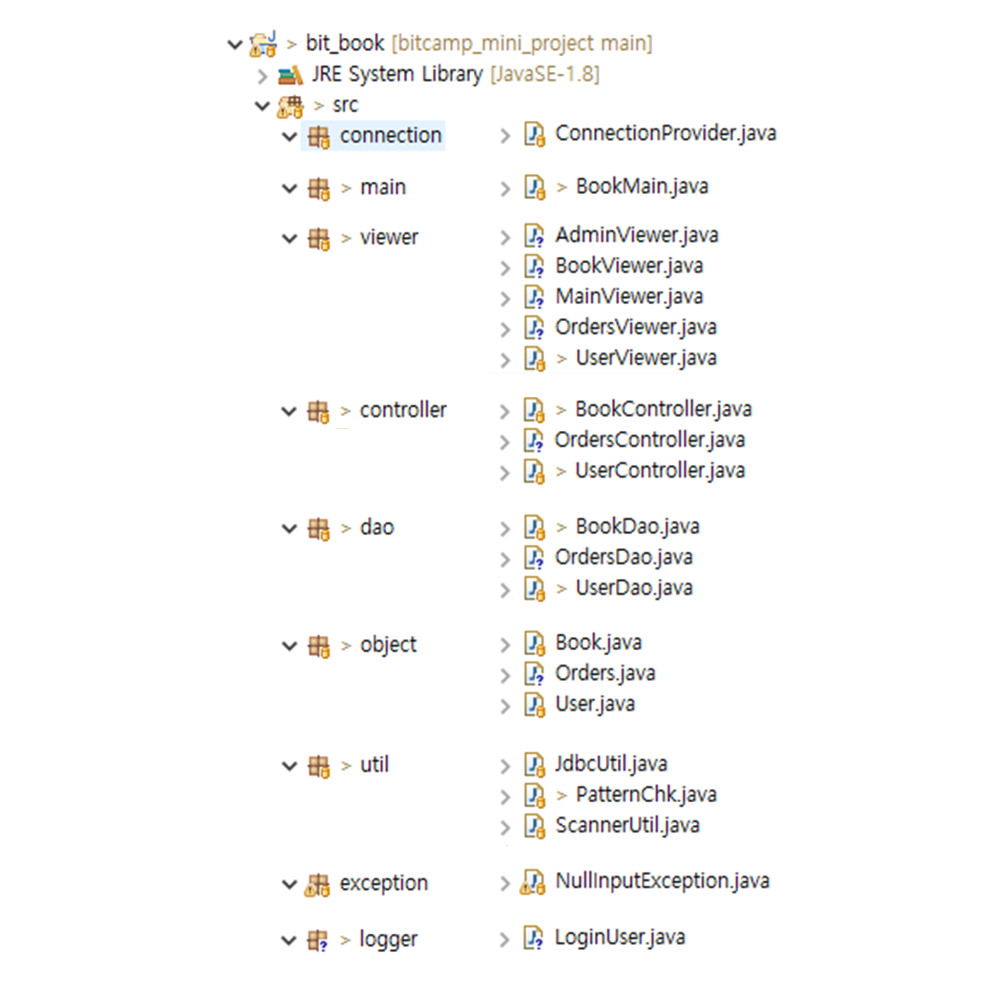 > bit_book [bitcamp_mini_project main]
JRE System Library [JavaSE-1.8]
> src
connection ConnectionProvider.java
> main > BookMain.java
> viewer AdminViewer.java
BookViewer.java
MainViewer.java
OrdersViewer.java
> UserViewer.java
> controller > BookController.java
OrdersController.java
> UserController.java
> dao > BookDao.java
OrdersDao.java
> UserDao.java
> object Book.java
Orders.java
User.java
> util JdbcUtil.java
> PatternChk.java
ScannerUtil.java
exception NullInputException.java
> logger LoginUser.java